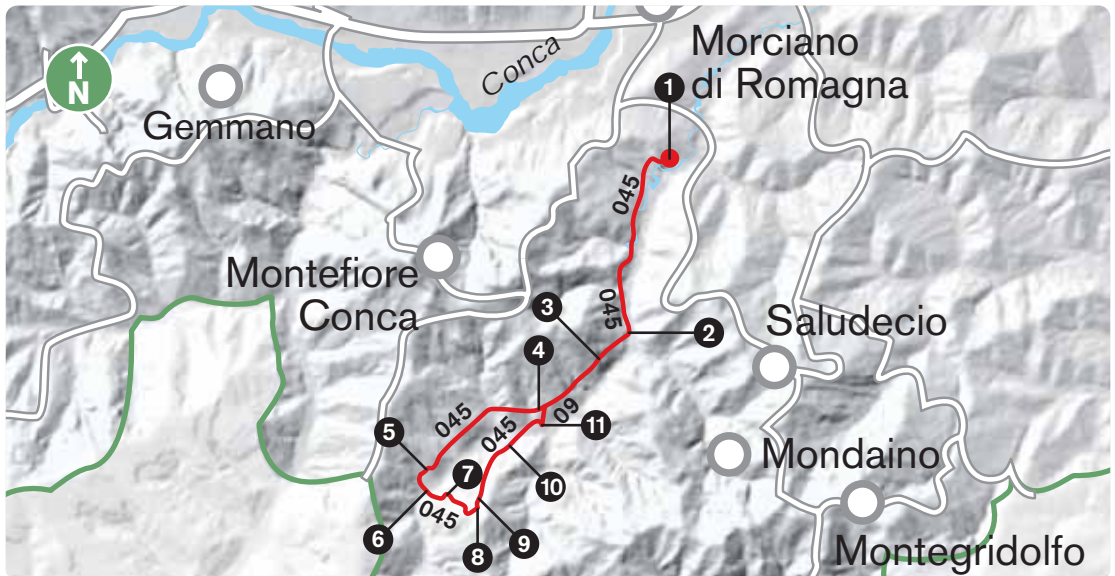 N
Conca
Morciano
di Romagna
1
Gemmano
045
Montefiore
Conca
045
3
2
Saludecio
4
09
11
045
045
5
7
10
Mondaino
045
6
8
9
Montegridolfo